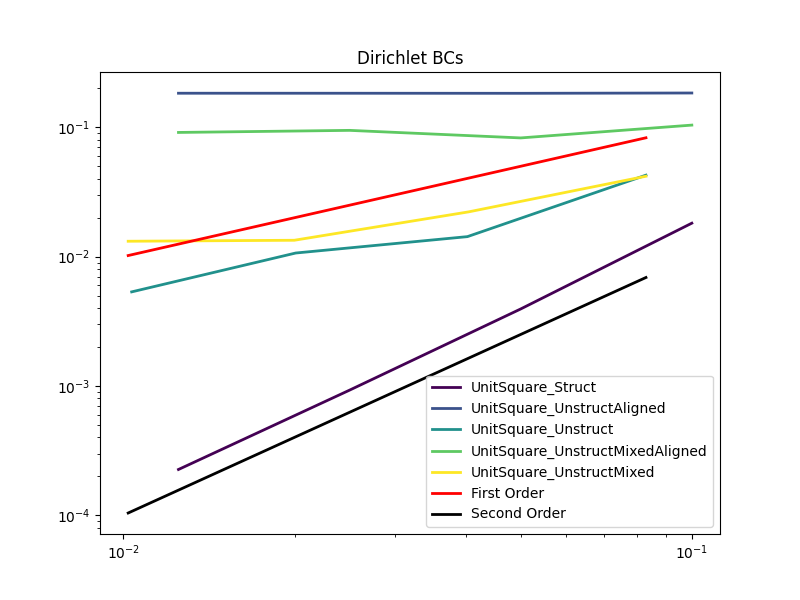 Dirichlet BCs
10⁻¹
10⁻²
10⁻³
10⁻⁴
10⁻²
10⁻¹
UnitSquare_Struct
UnitSquare_UnstructAligned
UnitSquare_Unstruct
UnitSquare_UnstructMixedAligned
UnitSquare_UnstructMixed
First Order
Second Order